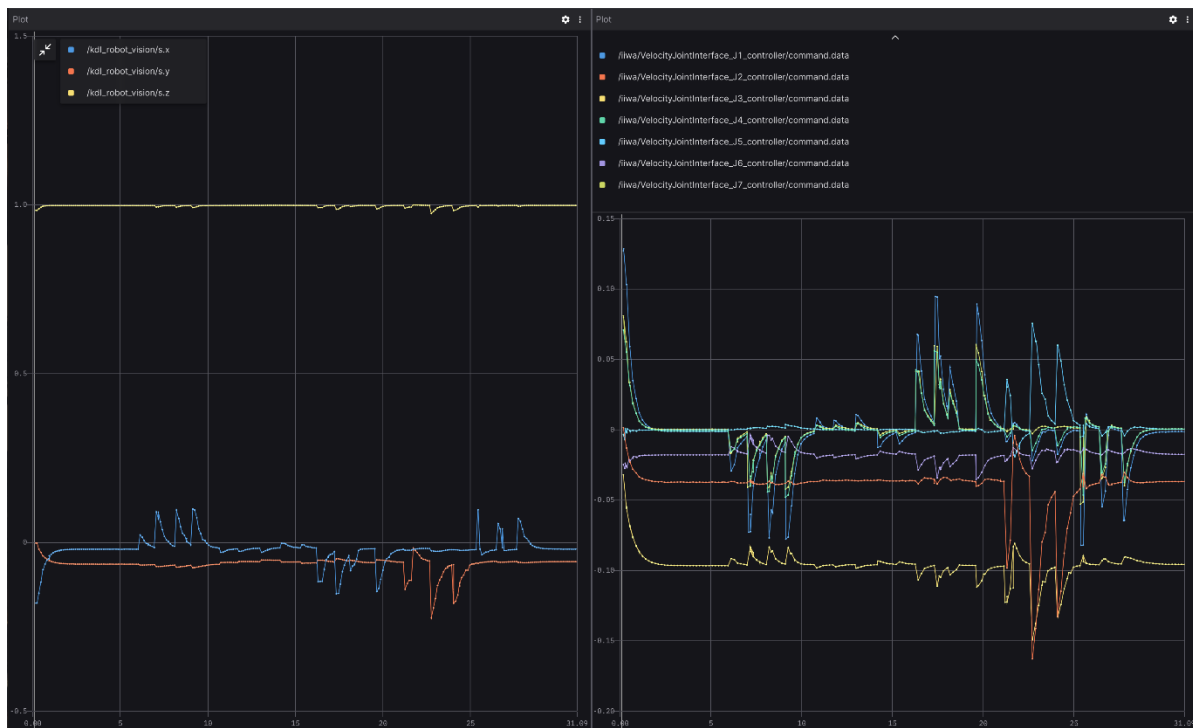 Plot
1.5
/kdl_robot_vision/s.x
/kdl_robot_vision/s.y
/kdl_robot_vision/s.z
1.0
0.5
0
-0.5
0.00 5 10 15 20 25 31.09
Plot
/iiwa/VelocityJointInterface_J1_controller/command.data
/iiwa/VelocityJointInterface_J2_controller/command.data
/iiwa/VelocityJointInterface_J3_controller/command.data
/iiwa/VelocityJointInterface_J4_controller/command.data
/iiwa/VelocityJointInterface_J5_controller/command.data
/iiwa/VelocityJointInterface_J6_controller/command.data
/iiwa/VelocityJointInterface_J7_controller/command.data
0.15
0.10
0.05
0
-0.05
-0.10
-0.15
-0.20
0.00 5 10 15 20 25 31.09